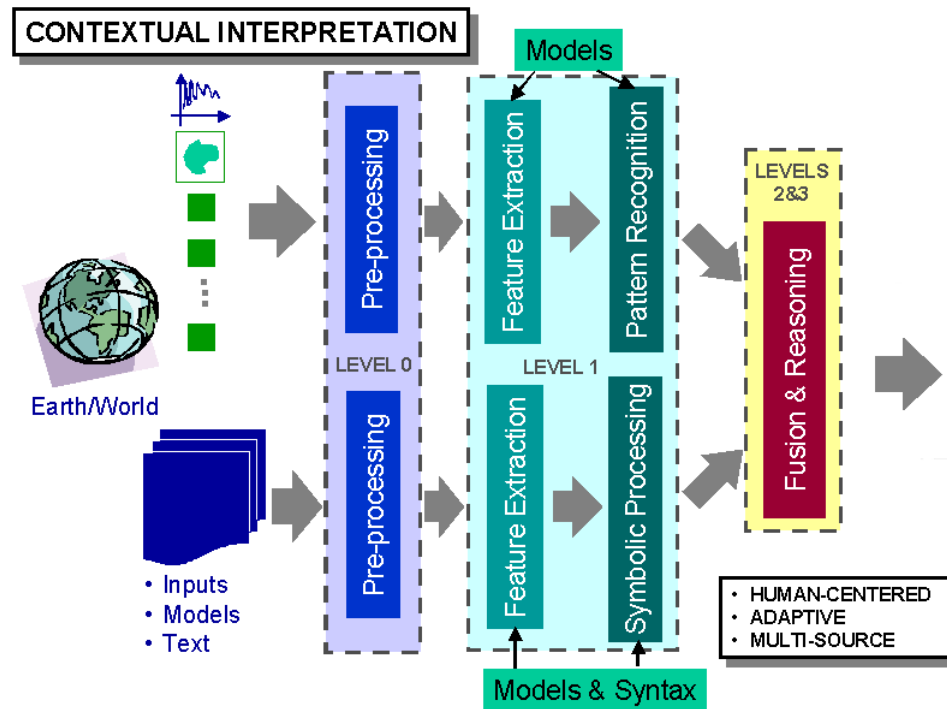 CONTEXTUAL INTERPRETATION
Models
Pre-processing
Feature Extraction
Pattern Recognition
LEVELS
2&3
Fusion & Reasoning
LEVEL 0
LEVEL 1
Earth/World
Pre-processing
Feature Extraction
Symbolic Processing
• Inputs
• Models
• Text
• HUMAN-CENTERED
• ADAPTIVE
• MULTI-SOURCE
Models & Syntax